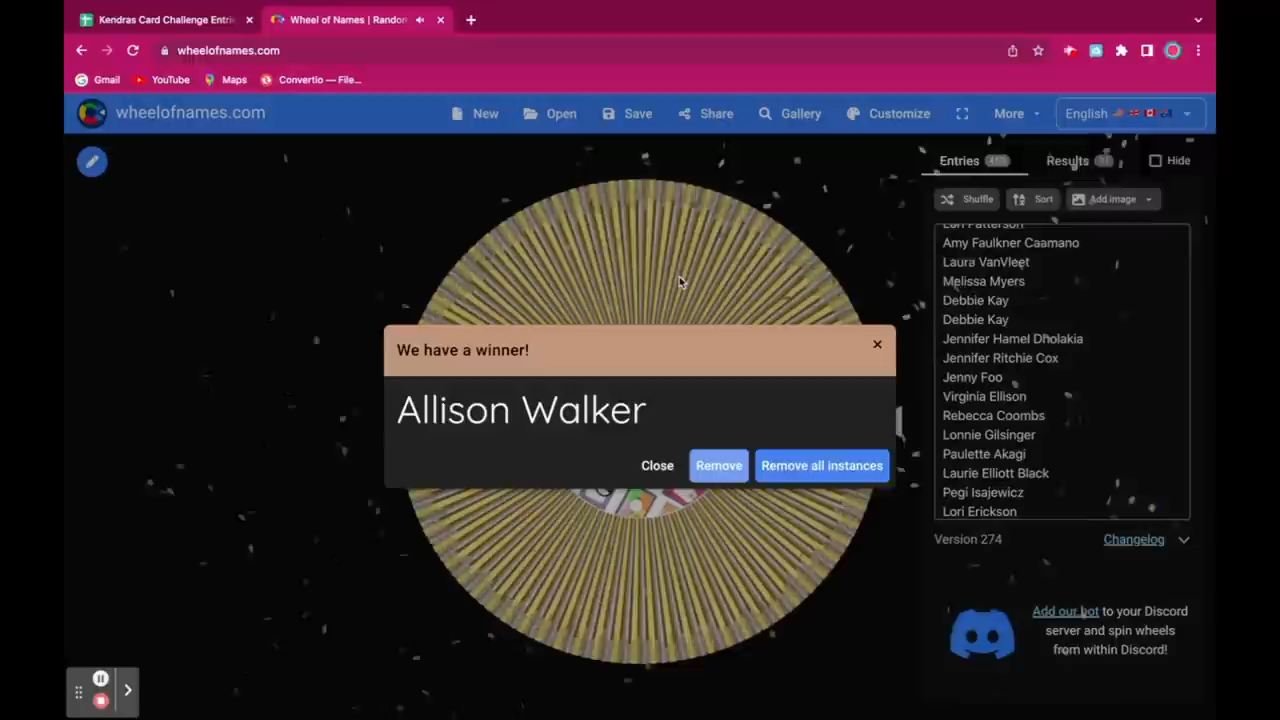 Kendras Card Challenge Entri
Wheel of Names | Random
wheelofnames.com
Gmail
YouTube
Maps
Convertio — File...
wheelofnames.com
New
Open
Save
Share
Gallery
Customize
More
English
Entries
Results
Hide
Shuffle
Sort
Add image
Lori Patterson
Amy Faulkner Caamano
Laura VanVleet
Melissa Myers
Debbie Kay
Debbie Kay
Jennifer Hamel Dholakia
Jennifer Ritchie Cox
Jenny Foo
Virginia Ellison
Rebecca Coombs
Lonnie Gilsinger
Paulette Akagi
Laurie Elliott Black
Pegi Isajewicz
Lori Erickson
We have a winner!
Allison Walker
Close
Remove
Remove all instances
Version 274
Changelog
Add our bot to your Discord
server and spin wheels
from within Discord!